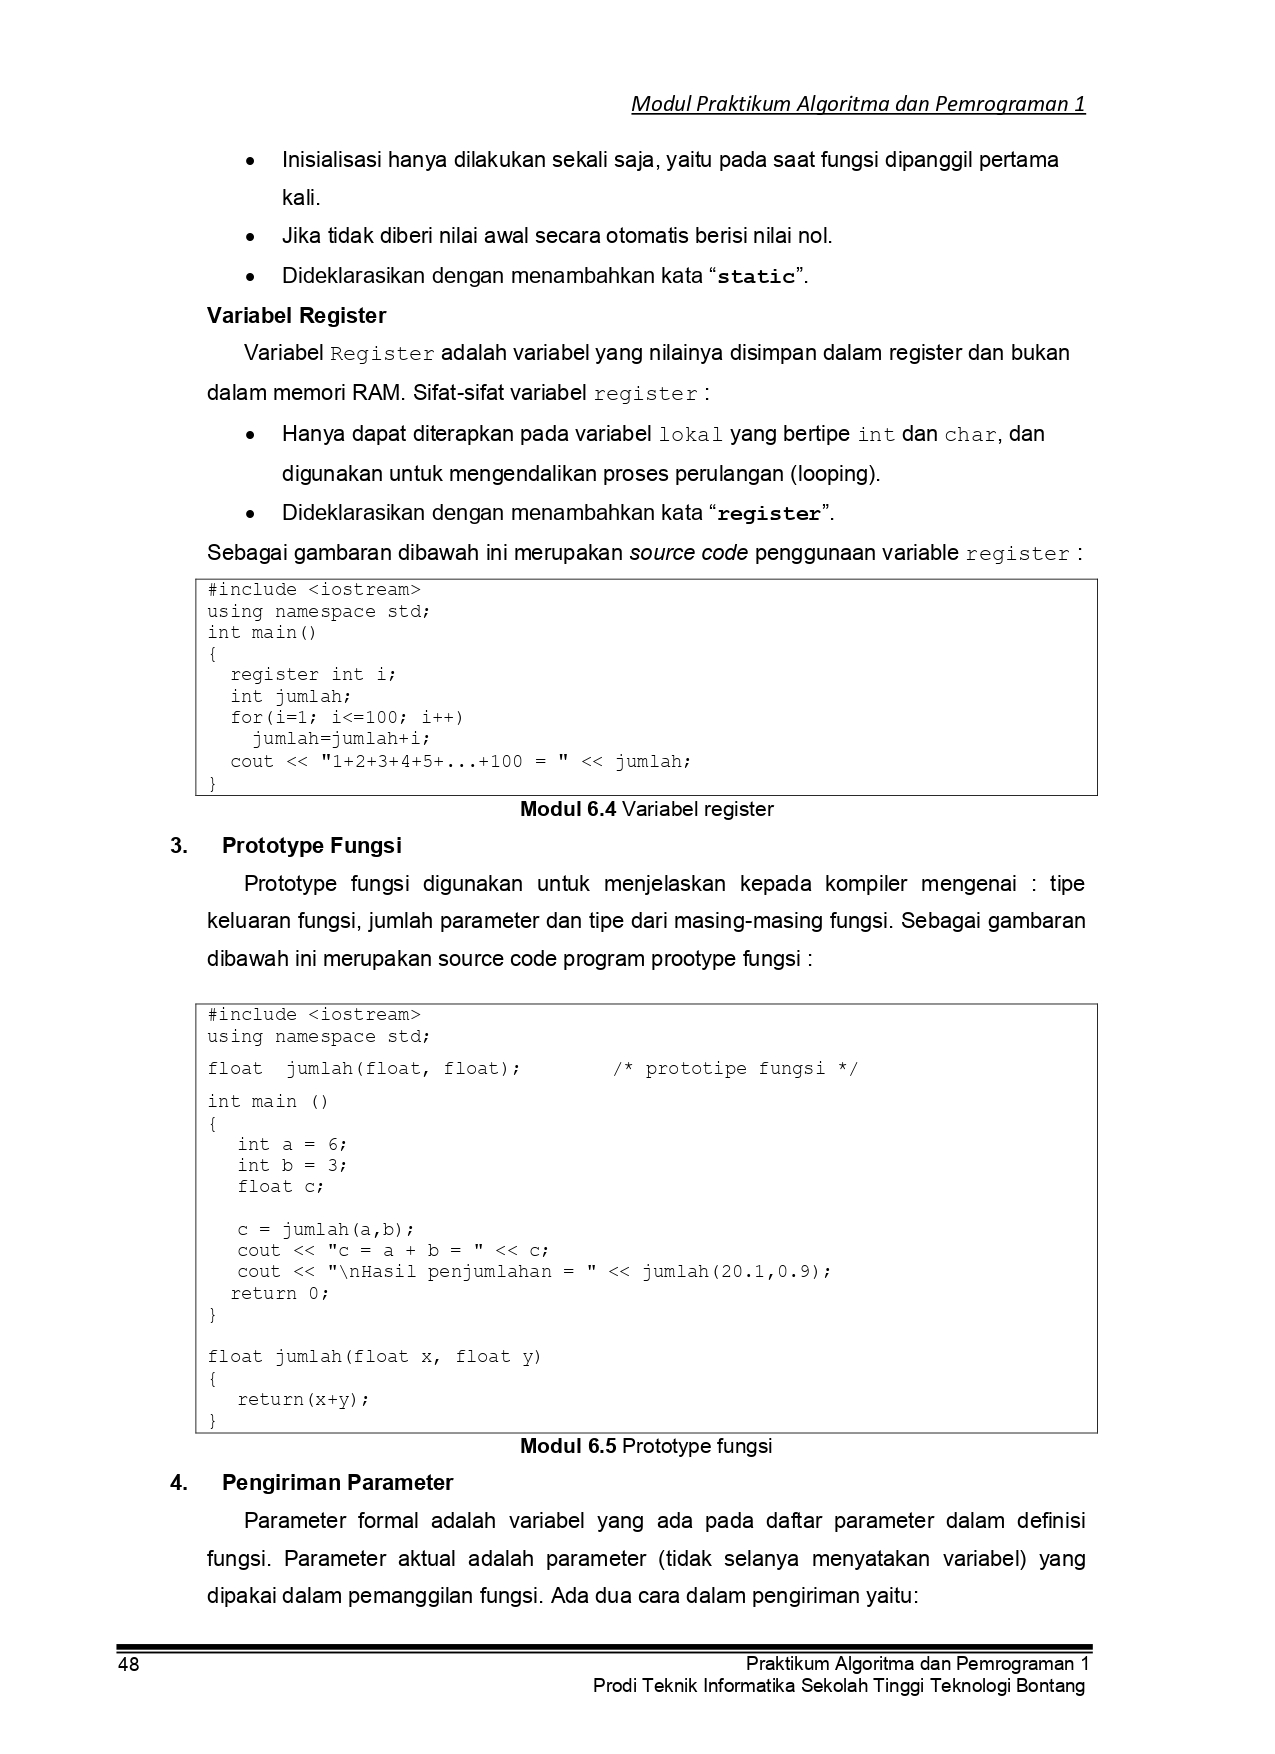 Modul Praktikum Algoritma dan Pemrograman 1
• Inisialisasi hanya dilakukan sekali saja, yaitu pada saat fungsi dipanggil pertama
kali.
• Jika tidak diberi nilai awal secara otomatis berisi nilai nol.
• Dideklarasikan dengan menambahkan kata “static”.
Variabel Register
Variabel Register adalah variabel yang nilainya disimpan dalam register dan bukan
dalam memori RAM. Sifat-sifat variabel register :
• Hanya dapat diterapkan pada variabel lokal yang bertipe int dan char, dan
digunakan untuk mengendalikan proses perulangan (looping).
• Dideklarasikan dengan menambahkan kata “register”.
Sebagai gambaran dibawah ini merupakan source code penggunaan variable register :
#include <iostream>
using namespace std;
int main()
{
register int i;
int jumlah;
for(i=1; i<=100; i++)
jumlah=jumlah+i;
cout << "1+2+3+4+5+...+100 = " << jumlah;
}
Modul 6.4 Variabel register
3. Prototype Fungsi
Prototype fungsi digunakan untuk menjelaskan kepada kompiler mengenai : tipe
keluaran fungsi, jumlah parameter dan tipe dari masing-masing fungsi. Sebagai gambaran
dibawah ini merupakan source code program prootype fungsi :
#include <iostream>
using namespace std;
float jumlah(float, float); /* prototipe fungsi */
int main ()
{
int a = 6;
int b = 3;
float c;
c = jumlah(a,b);
cout << "c = a + b = " << c;
cout << "\nHasil penjumlahan = " << jumlah(20.1,0.9);
return 0;
}
float jumlah(float x, float y)
{
return(x+y);
}
Modul 6.5 Prototype fungsi
4. Pengiriman Parameter
Parameter formal adalah variabel yang ada pada daftar parameter dalam definisi
fungsi. Parameter aktual adalah parameter (tidak selanya menyatakan variabel) yang
dipakai dalam pemanggilan fungsi. Ada dua cara dalam pengiriman yaitu:
48 Praktikum Algoritma dan Pemrograman 1
Prodi Teknik Informatika Sekolah Tinggi Teknologi Bontang